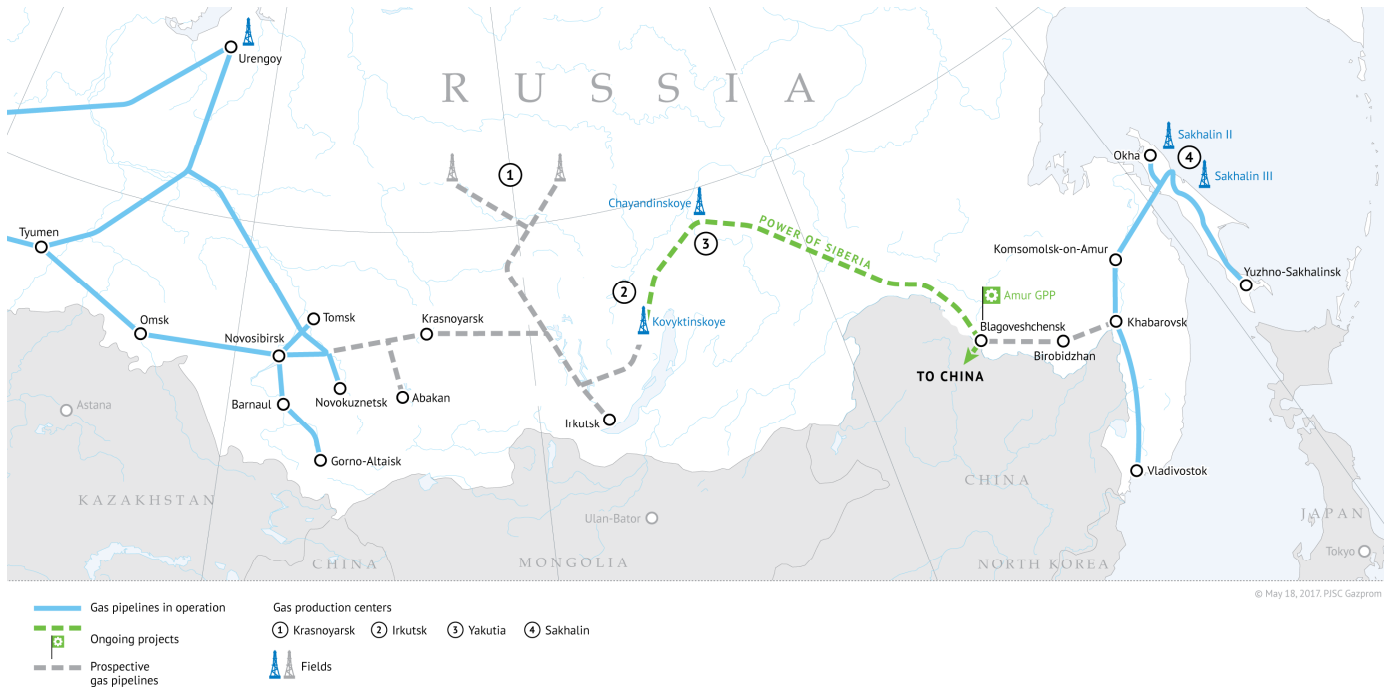 Urengoy
RUSSIA
1
Okha
Sakhalin II
4
Sakhalin III
Chayandinskoye
POWER OF SIBERIA
Tyumen
3
Komsomolsk-on-Amur
Yuzhno-Sakhalinsk
2
Amur GPP
Omsk
Tomsk
Krasnoyarsk
Kovyktinskoye
Khabarovsk
Novosibirsk
Blagoveshchensk
Birobidzhan
TO CHINA
Astana
Barnaul
Novokuznetsk
Abakan
Irkutsk
Gorno-Altaisk
Vladivostok
KAZAKHSTAN
CHINA
Ulan-Bator
JAPAN
Tokyo
CHINA
MONGOLIA
NORTH KOREA
© May 18, 2017. PJSC Gazprom
Gas pipelines in operation
Ongoing projects
Prospective
gas pipelines
Gas production centers
1 Krasnoyarsk 2 Irkutsk 3 Yakutia 4 Sakhalin
Fields